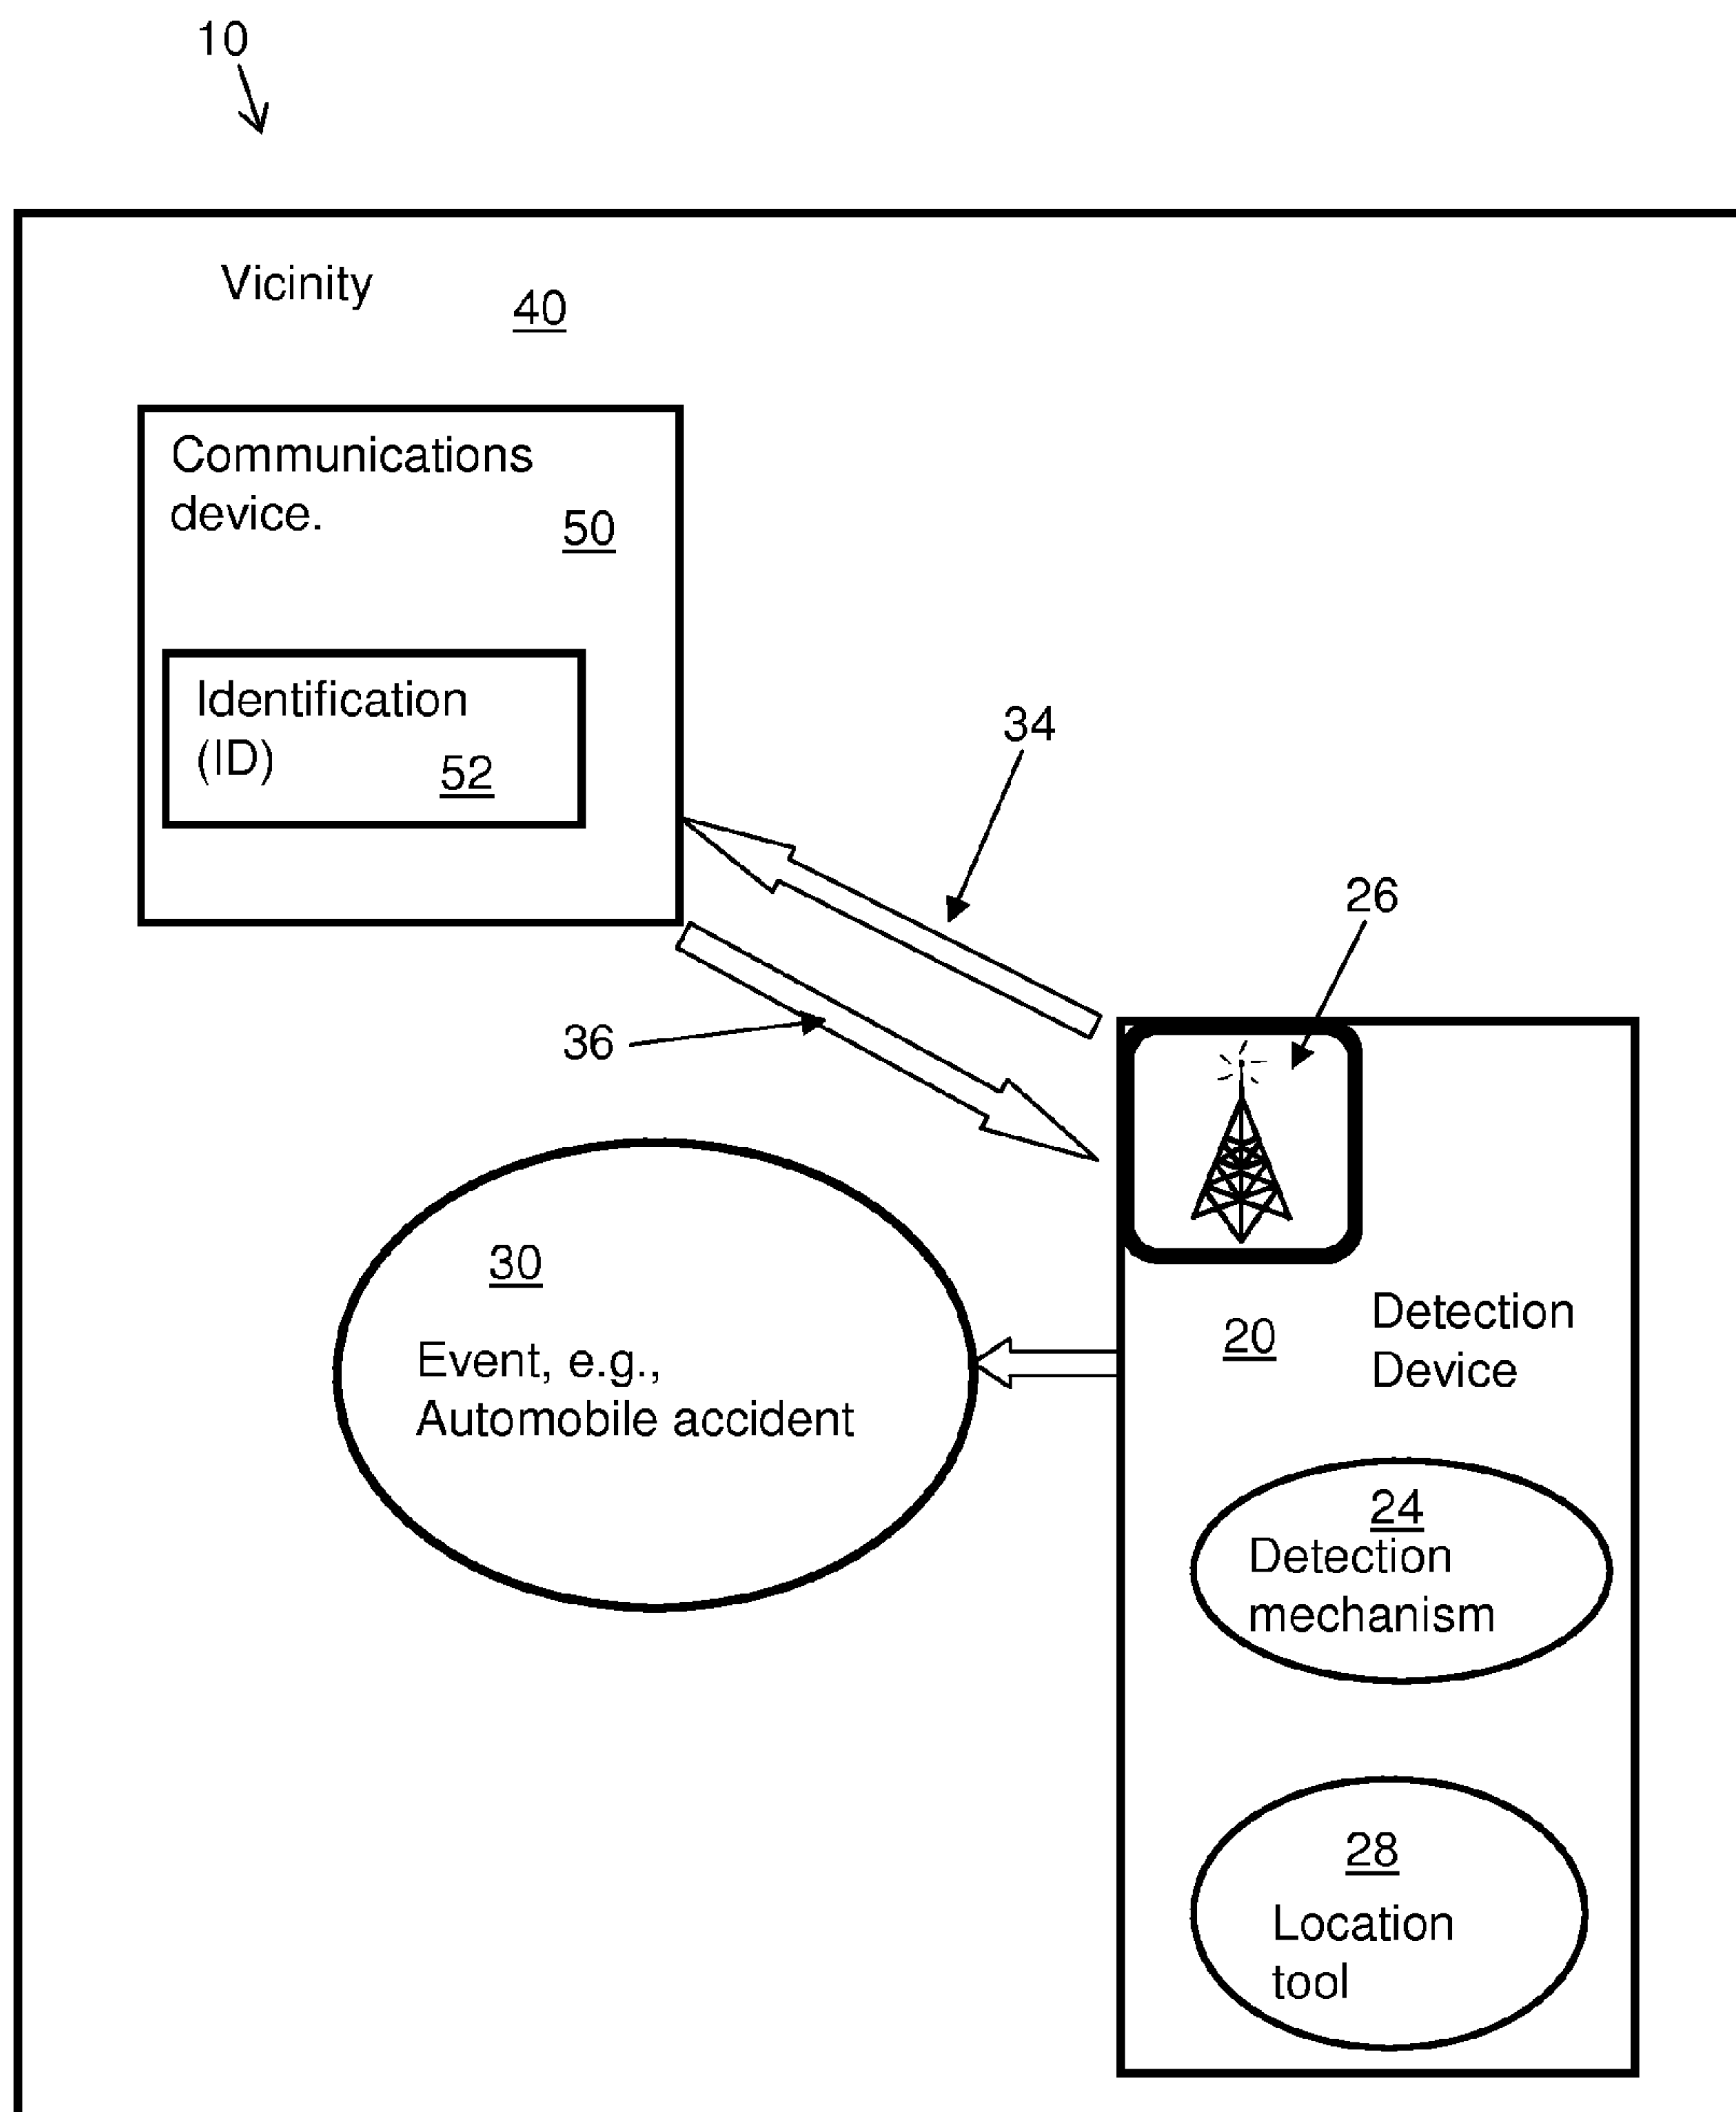 10
Vicinity
40
Communications
device.
50
Identification
(ID)
52
34
26
36
30
Event, e.g.,
Automobile accident
20
Detection
Device
24
Detection
mechanism
28
Location
tool